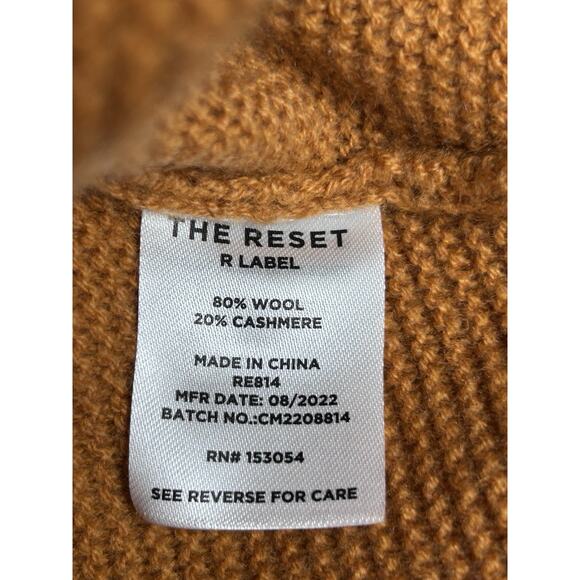 THE RESET
R LABEL
80% WOOL
20% CASHMERE
MADE IN CHINA
RE814
MFR DATE: 08/2022
BATCH NO.:CM2208814
RN# 153054
SEE REVERSE FOR CARE